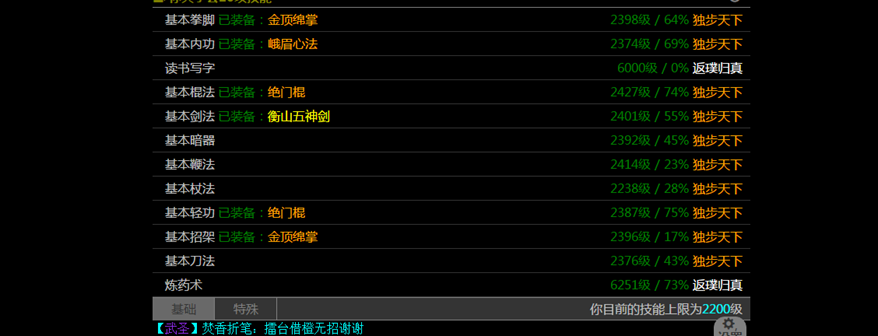 基本拳脚 已装备：金顶绵掌 2398级 / 64% 独步天下
基本内功 已装备：峨眉心法 2374级 / 69% 独步天下
读书写字 6000级 / 0% 返璞归真
基本棍法 已装备：绝门棍 2427级 / 74% 独步天下
基本剑法 已装备：衡山五神剑 2401级 / 55% 独步天下
基本暗器 2392级 / 45% 独步天下
基本鞭法 2414级 / 23% 独步天下
基本杖法 2238级 / 28% 独步天下
基本轻功 已装备：绝门棍 2387级 / 75% 独步天下
基本招架 已装备：金顶绵掌 2396级 / 17% 独步天下
基本刀法 2376级 / 43% 独步天下
炼药术 6251级 / 73% 返璞归真
基础 特殊 你目前的技能上限为2200级
【武圣】焚香折笔：擂台借橙无招谢谢